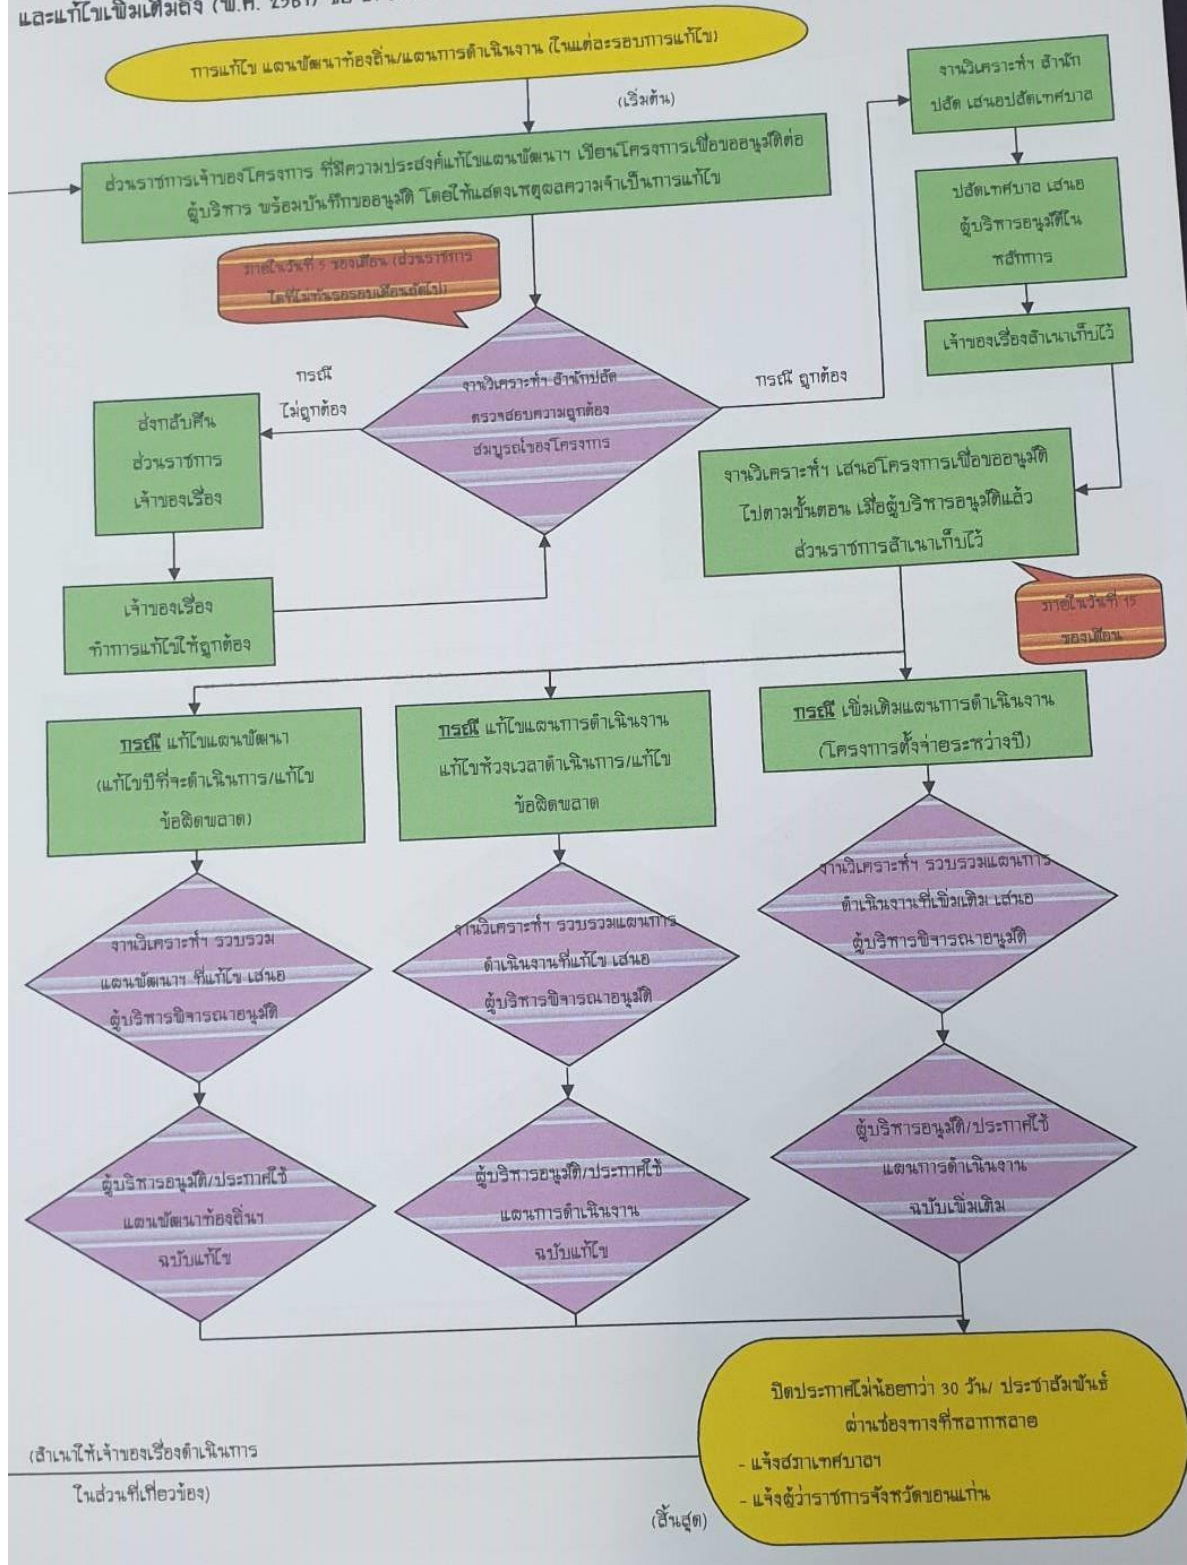 และแก้ไขเพิ่มเติมถึง (พ.ศ. 2561) ข้อ
การแก้ไข แผนพัฒนาท้องถิ่น/แผนการดำเนินงาน (ในแต่ละรอบการแก้ไข)
(เริ่มต้น)
ส่วนราชการเจ้าของโครงการ ที่มีความประสงค์แก้ไขแผนพัฒนาฯ เขียนโครงการเพื่อขออนุมัติต่อ
ผู้บริหาร พร้อมบันทึกขออนุมัติ โดยให้แสดงเหตุผลความจำเป็นการแก้ไข
ภายในวันที่ 5 ของเดือน (ส่วนราชการ
ใดที่ไม่ทันรอรอบเดือนถัดไป)
งานวิเคราะห์ฯ สำนักปลัด
ตรวจสอบความถูกต้อง
สมบูรณ์ของโครงการ
กรณี
ไม่ถูกต้อง
ส่งกลับคืน
ส่วนราชการ
เจ้าของเรื่อง
เจ้าของเรื่อง
ทำการแก้ไขให้ถูกต้อง
กรณี ถูกต้อง
งานวิเคราะห์ฯ สำนัก
ปลัด เสนอปลัดเทศบาล
ปลัดเทศบาล เสนอ
ผู้บริหารอนุมัติใน
หลักการ
เจ้าของเรื่องสำเนาเก็บไว้
งานวิเคราะห์ฯ เสนอโครงการเพื่อขออนุมัติ
ไปตามขั้นตอน เมื่อผู้บริหารอนุมัติแล้ว
ส่วนราชการสำเนาเก็บไว้
ภายในวันที่ 15
ของเดือน
กรณี แก้ไขแผนพัฒนา
(แก้ไขปีที่จะดำเนินการ/แก้ไข
ข้อผิดพลาด)
กรณี แก้ไขแผนการดำเนินงาน
แก้ไขห้วงเวลาดำเนินการ/แก้ไข
ข้อผิดพลาด
กรณี เพิ่มเติมแผนการดำเนินงาน
(โครงการตั้งจ่ายระหว่างปี)
งานวิเคราะห์ฯ รวบรวม
แผนพัฒนาฯ ที่แก้ไข เสนอ
ผู้บริหารพิจารณาอนุมัติ
งานวิเคราะห์ฯ รวบรวมแผนการ
ดำเนินงานที่แก้ไข เสนอ
ผู้บริหารพิจารณาอนุมัติ
งานวิเคราะห์ฯ รวบรวมแผนการ
ดำเนินงานที่เพิ่มเติม เสนอ
ผู้บริหารพิจารณาอนุมัติ
ผู้บริหารอนุมัติ/ประกาศใช้
แผนพัฒนาท้องถิ่นฯ
ฉบับแก้ไข
ผู้บริหารอนุมัติ/ประกาศใช้
แผนการดำเนินงาน
ฉบับแก้ไข
ผู้บริหารอนุมัติ/ประกาศใช้
แผนการดำเนินงาน
ฉบับเพิ่มเติม
ปิดประกาศไม่น้อยกว่า 30 วัน/ ประชาสัมพันธ์
ผ่านช่องทางที่หลากหลาย
- แจ้งสภาเทศบาลฯ
- แจ้งผู้ว่าราชการจังหวัดขอนแก่น
(สำเนาให้เจ้าของเรื่องดำเนินการ
ในส่วนที่เกี่ยวข้อง)
(สิ้นสุด)